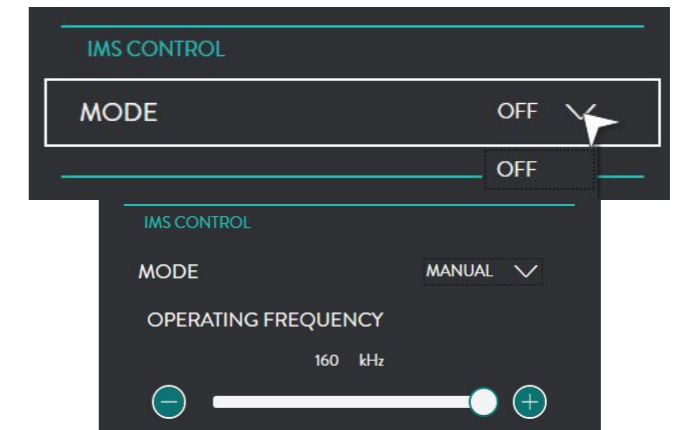 IMS CONTROL
MODE OFF
OFF
IMS CONTROL
MODE MANUAL
OPERATING FREQUENCY
160 kHz